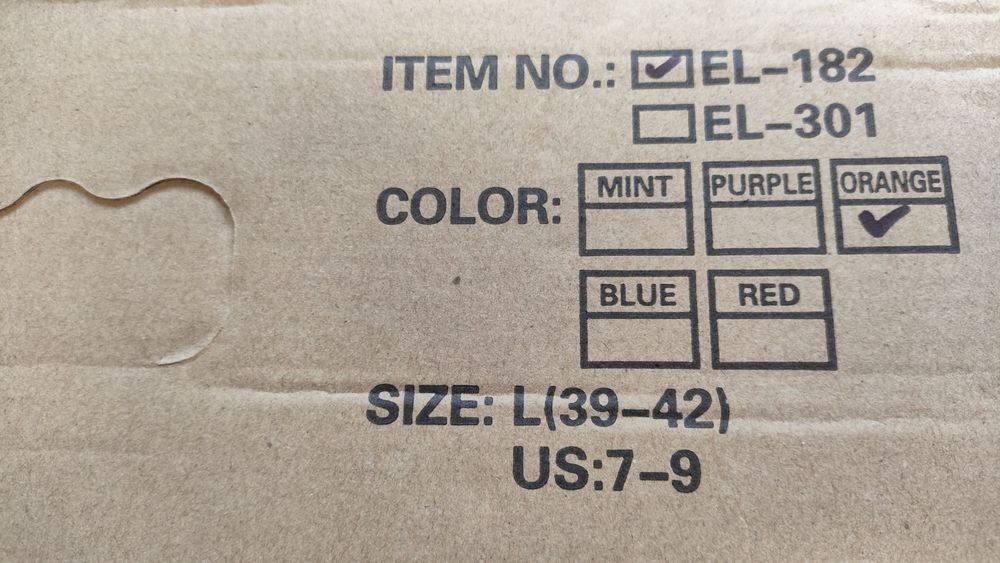 ITEM NO.: ☑EL-182
☐EL-301
COLOR: MINT PURPLE ORANGE
✓
BLUE RED
SIZE: L(39-42)
US:7-9